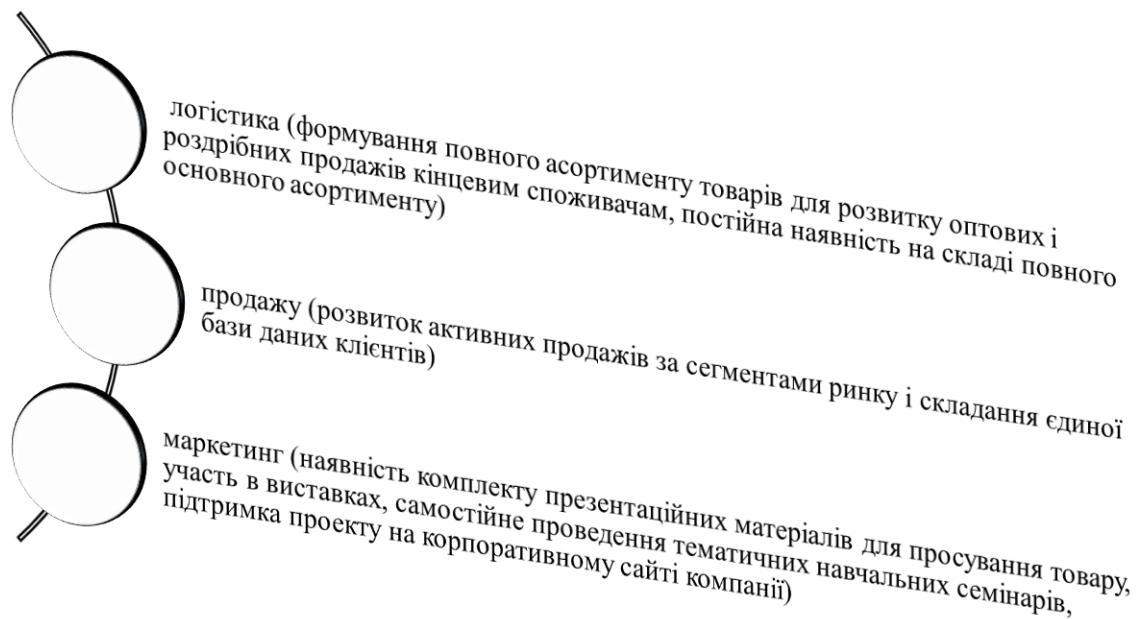 логістика (формування повного асортименту товарів для розвитку оптових і
роздрібних продажів кінцевим споживачам, постійна наявність на складі повного
основного асортименту)
продажу (розвиток активних продажів за сегментами ринку і складання єдиної
бази даних клієнтів)
маркетинг (наявність комплекту презентаційних матеріалів для просування товару,
участь в виставках, самостійне проведення тематичних навчальних семінарів,
підтримка проекту на корпоративному сайті компанії)